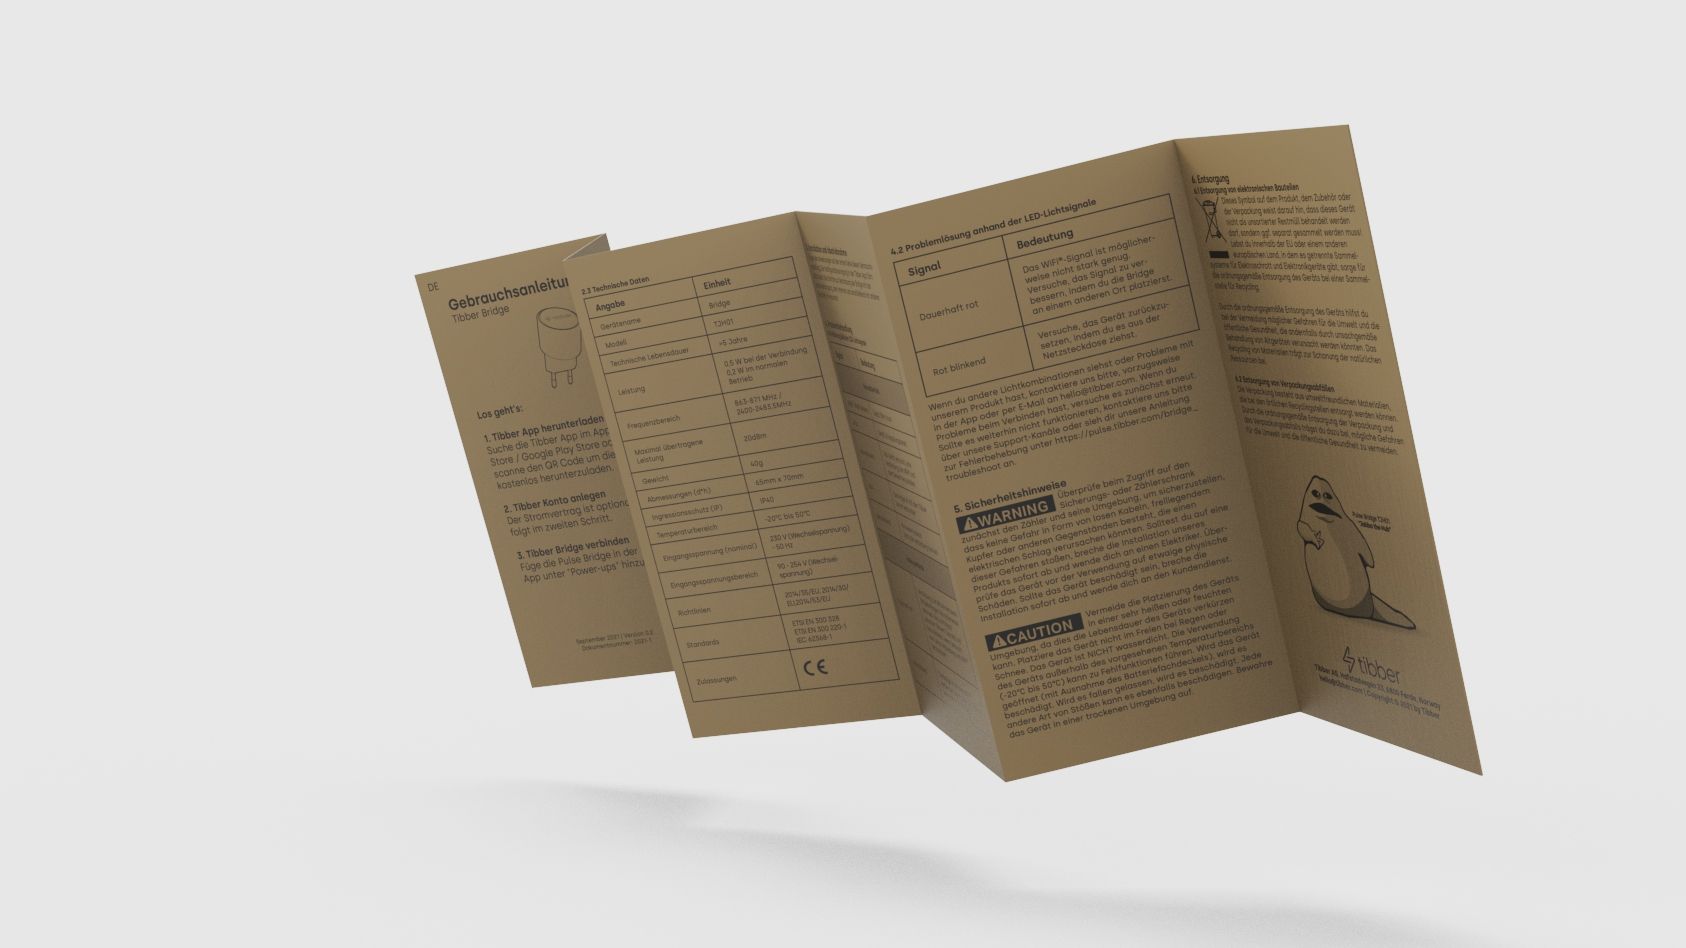 DE
Gebrauchsanleitun
Tibber Bridge
Los geht's:
1. Tibber App herunterladen
Suche die Tibber App im App
Store / Google Play Store
scanne den QR Code um die
kostenlos herunterzuladen.
2. Tibber Konto anlegen
Der Stromvertrag ist optiona
folgt im zweiten Schritt.
3. Tibber Bridge verbinden
Füge die Pulse Bridge in der
App unter "Power-ups" hinzu
September 2021 | Version
Dokumentnummer: 2021-1
2.3 Technische Daten
Angabe Einheit
Gerätename Bridge
Modell TJH01
Technische Lebensdauer >5 Jahre
Leistung
0,5 W bei der Verbindung
0,2 W im normalen
Betrieb
Frequenzbereich
863-871 MHz /
2400-2483,5MHz
Maximal übertragene
Leistung
20dBm
Gewicht 40g
Abmessungen (d*h) 65mm x 70mm
Ingressionsschutz (IP) IP40
Temperaturbereich -20°C bis 50°C
Eingangsspannung (nominal)
230 V (Wechselspannung)
~50 Hz
Eingangsspannungsbereich
90 - 264 V (Wechsel-
spannung)
Richtlinien
2014/35/EU, 2014/30/
EU,2014/53/EU
Standards
ETSI EN 300 328
ETSI EN 300 220-1
IEC 62368-1
Zulassungen CE
4.2 Problemlösung anhand der LED-Lichtsignale
Signal Bedeutung
Dauerhaft rot
Das WIFI®-Signal ist möglicher-
weise nicht stark genug.
Versuche, das Signal zu ver-
bessern, indem du die Bridge
an einem anderen Ort platzierst.
Rot blinkend
Versuche, das Gerät zurückzu-
setzen, indem du es aus der
Netzsteckdose ziehst.
Wenn du andere Lichtkombinationen siehst oder Probleme mit
unserem Produkt hast, kontaktiere uns bitte, vorzugsweise
in der App oder per E-Mail an hello@tibber.com. Wenn du
Probleme beim Verbinden hast, versuche es zunächst erneut.
Sollte es weiterhin nicht funktionieren, kontaktiere uns bitte
über unsere Support-Kanäle oder sieh dir unsere Anleitung
zur Fehlerbehebung unter https://pulse.tibber.com/bridge_
troubleshoot an.
5. Sicherheitshinweise
WARNING Überprüfe beim Zugriff auf den
Sicherungs- oder Zählerschrank
zunächst den Zähler und seine Umgebung, um sicherzustellen,
dass keine Gefahr in Form von losen Kabeln, freiliegendem
Kupfer oder anderen Gegenständen besteht, die einen
elektrischen Schlag verursachen könnten. Solltest du auf eine
dieser Gefahren stoßen, breche die Installation unseres
Produkts sofort ab und wende dich an einen Elektriker. Über-
prüfe das Gerät vor der Verwendung auf etwaige physische
Schäden. Sollte das Gerät beschädigt sein, breche die
Installation sofort ab und wende dich an den Kundendienst.
CAUTION Vermeide die Platzierung des Geräts
in einer sehr heißen oder feuchten
Umgebung, da dies die Lebensdauer des Geräts verkürzen
kann. Platziere das Gerät nicht im Freien bei Regen oder
Schnee. Das Gerät ist NICHT wasserdicht. Die Verwendung
des Geräts außerhalb des vorgesehenen Temperaturbereichs
(-20°C bis 50°C) kann zu Fehlfunktionen führen. Wird das Gerät
geöffnet (mit Ausnahme des Batteriefachdeckels), wird es
beschädigt. Wird es fallen gelassen, wird es beschädigt. Jede
andere Art von Stößen kann es ebenfalls beschädigen. Bewahre
das Gerät in einer trockenen Umgebung auf.
6. Entsorgung
6.1 Entsorgung von elektronischen Bauteilen
Dieses Symbol auf dem Produkt, dem Zubehör oder
der Verpackung weist darauf hin, dass dieses Gerät
nicht als unsortierter Restmüll behandelt werden
darf, sondern ggf. separat gesammelt werden muss!
Lebst du innerhalb der EU oder einem anderen
europäischen Land, in dem es getrennte Sammel-
systeme für Elektroschrott und Elektronikgeräte gibt, sorge für
die ordnungsgemäße Entsorgung des Geräts bei einer Sammel-
stelle für Recycling.
Durch die ordnungsgemäße Entsorgung des Geräts hilfst du
bei der Vermeidung möglicher Gefahren für die Umwelt und die
öffentliche Gesundheit, die andernfalls durch unsachgemäße
Behandlung von Altgeräten verursacht werden könnten. Das
Recycling von Materialien trägt zur Schonung der natürlichen
Ressourcen bei.
6.2 Entsorgung von Verpackungsabfällen
Die Verpackung besteht aus umweltfreundlichen Materialien,
die bei den örtlichen Recyclingstellen entsorgt werden können.
Durch die ordnungsgemäße Entsorgung der Verpackung und
des Verpackungsabfalls trägst du dazu bei, mögliche Gefahren
für die Umwelt und die öffentliche Gesundheit zu vermeiden.
Pulse Bridge TJH01
"Jabba the Hub"
tibber
Tibber AS, Hafstadvegen 23, 6800 Førde, Norway
hello@tibber.com | Copyright © 2021 by Tibber